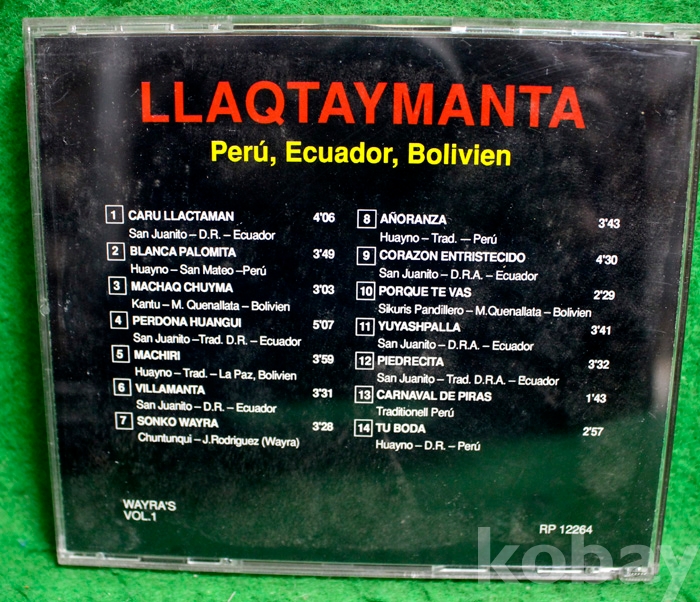 LLAQTAYMANTA
Perú, Ecuador, Bolivien
1 CARU LLACTAMAN 4'06
San Juanito – D.R. – Ecuador
2 BLANCA PALOMITA 3'49
Huayno – San Mateo –Perú
3 MACHAQ CHUYMA 3'03
Kantu – M. Quenallata – Bolivien
4 PERDONA HUANGUI 5'07
San Juanito –Trad. D.R. – Ecuador
5 MACHIRI 3'59
Huayno – Trad. – La Paz, Bolivien
6 VILLAMANTA 3'31
San Juanito – D.R. – Ecuador
7 SONKO WAYRA 3'28
Chuntunqui – J.Rodriguez (Wayra)
8 AÑORANZA 3'43
Huayno – Trad. — Perú
9 CORAZON ENTRISTECIDO 4'30
San Juanito – D.R.A. – Ecuador
10 PORQUE TE VAS 2'29
Sikuris Pandillero – M.Quenallata – Bolivien
11 YUYASHPALLA 3'41
San Juanito – D.R.A. – Ecuador
12 PIEDRECITA 3'32
San Juanito – Trad. D.R.A. – Ecuador
13 CARNAVAL DE PIRAS 1'43
Traditionell Perú
14 TU BODA 2'57
Huayno – D.R. – Perú
WAYRA'S
VOL.1
RP 12264
kobay